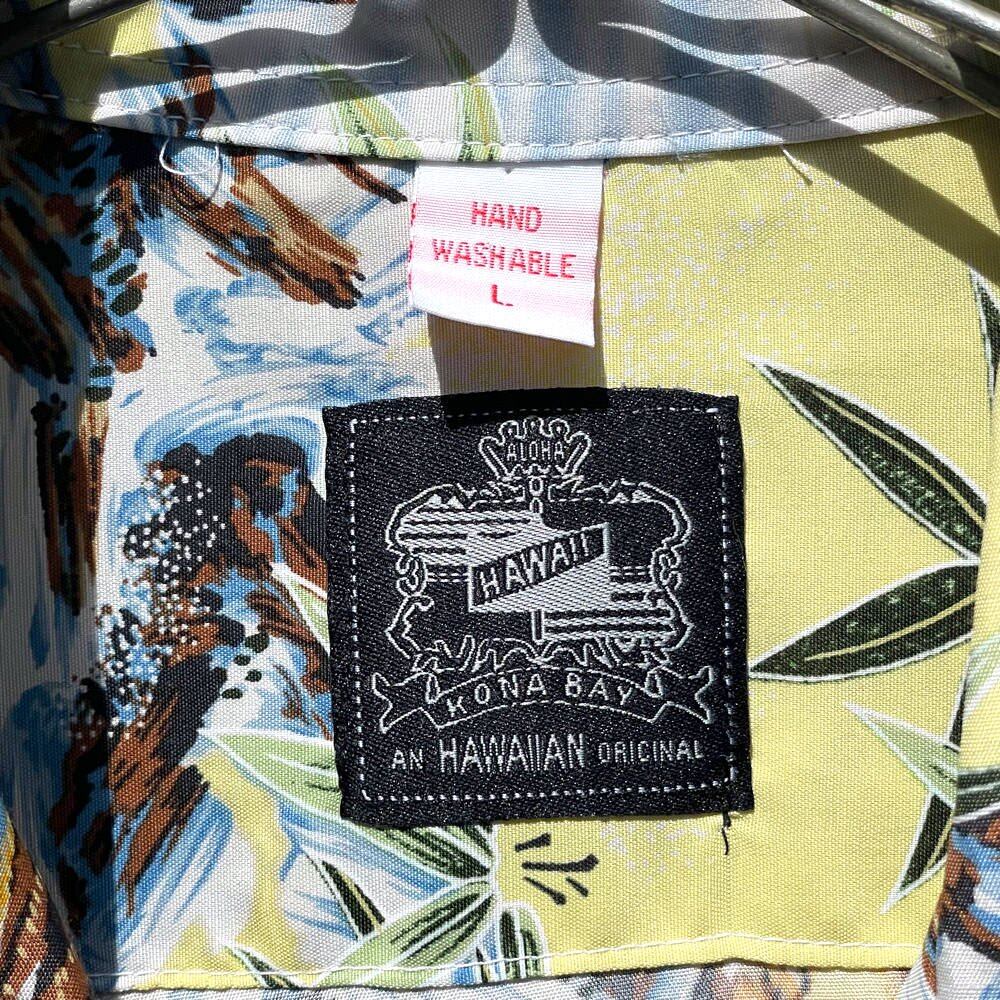 HAND
WASHABLE
L.
ALOHA
HAWAII
KONA BAY
AN HAWAIIAN ORIGINAL